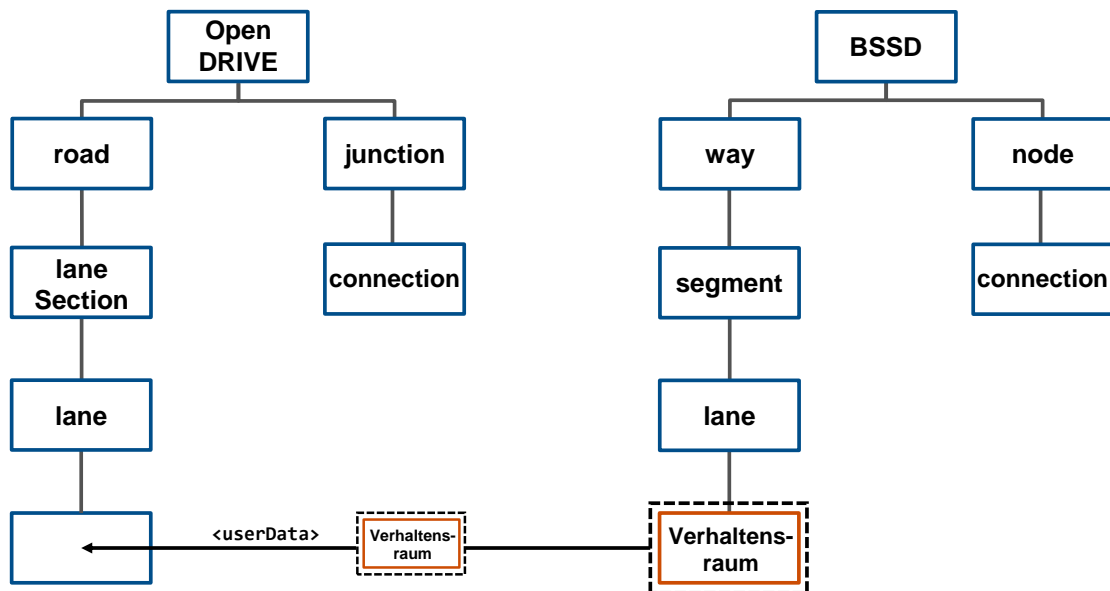 Open
DRIVE
BSSD
road
junction
way
node
lane
Section
connection
segment
connection
lane
lane
<userData>
Verhaltens-
raum
Verhaltens-
raum